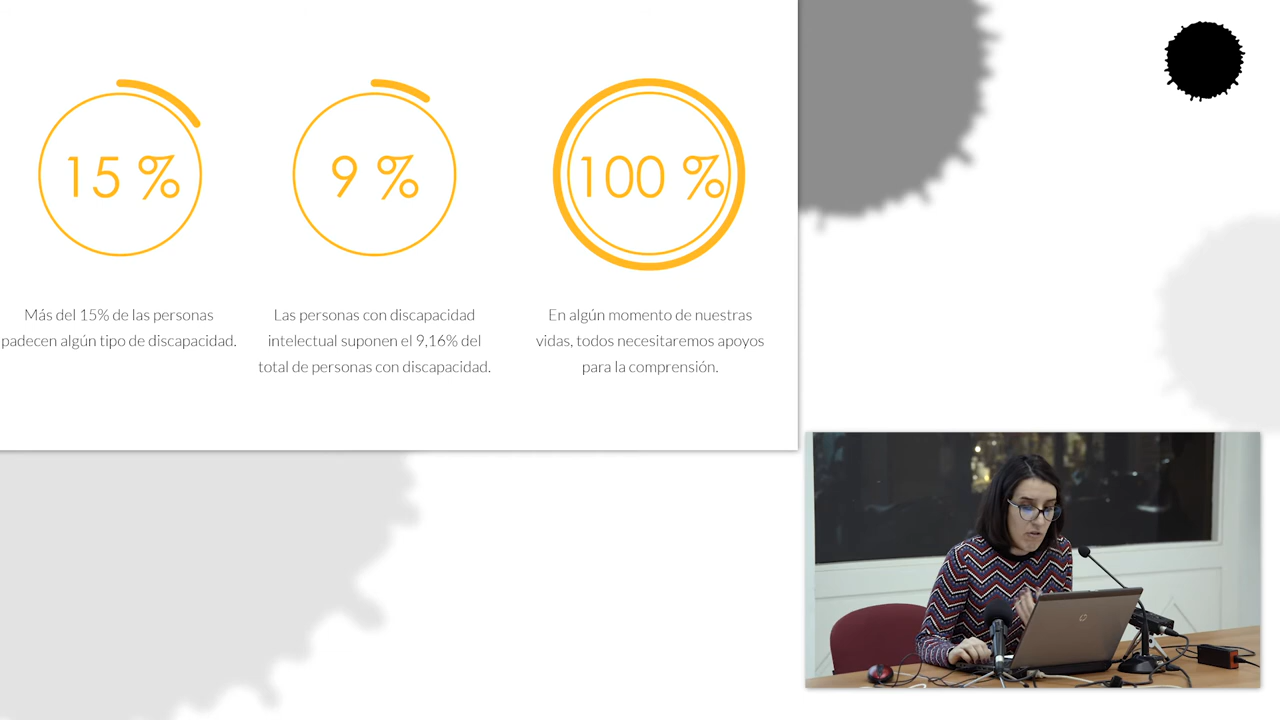 15 %
9 %
100 %
Más del 15% de las personas
padecen algún tipo de discapacidad.
Las personas con discapacidad
intelectual suponen el 9,16% del
total de personas con discapacidad.
En algún momento de nuestras
vidas, todos necesitaremos apoyos
para la comprensión.